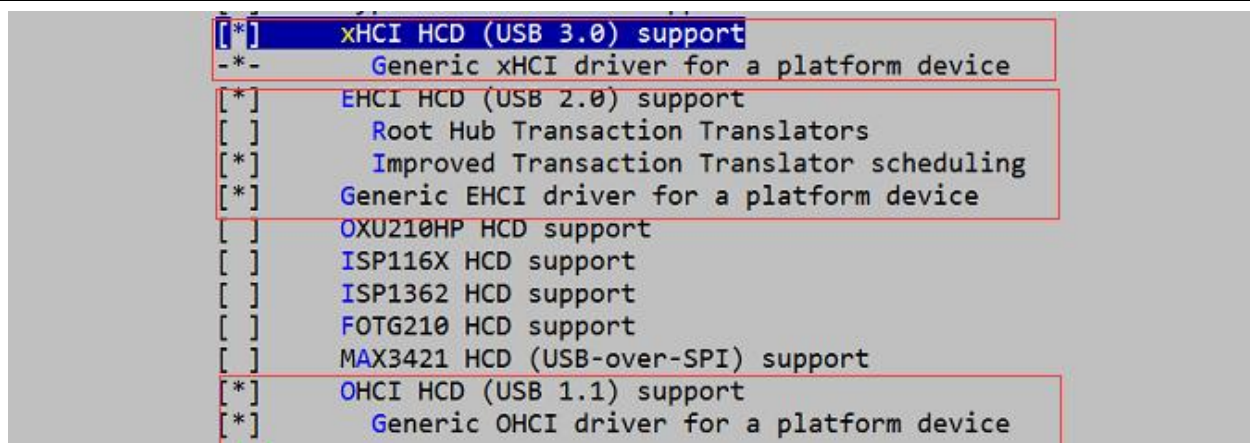 [*] xHCI HCD (USB 3.0) support
-*- Generic xHCI driver for a platform device
[*] EHCI HCD (USB 2.0) support
[ ] Root Hub Transaction Translators
[*] Improved Transaction Translator scheduling
[*] Generic EHCI driver for a platform device
[ ] OXU210HP HCD support
[ ] ISP116X HCD support
[ ] ISP1362 HCD support
[ ] FOTG210 HCD support
[ ] MAX3421 HCD (USB-over-SPI) support
[*] OHCI HCD (USB 1.1) support
[*] Generic OHCI driver for a platform device